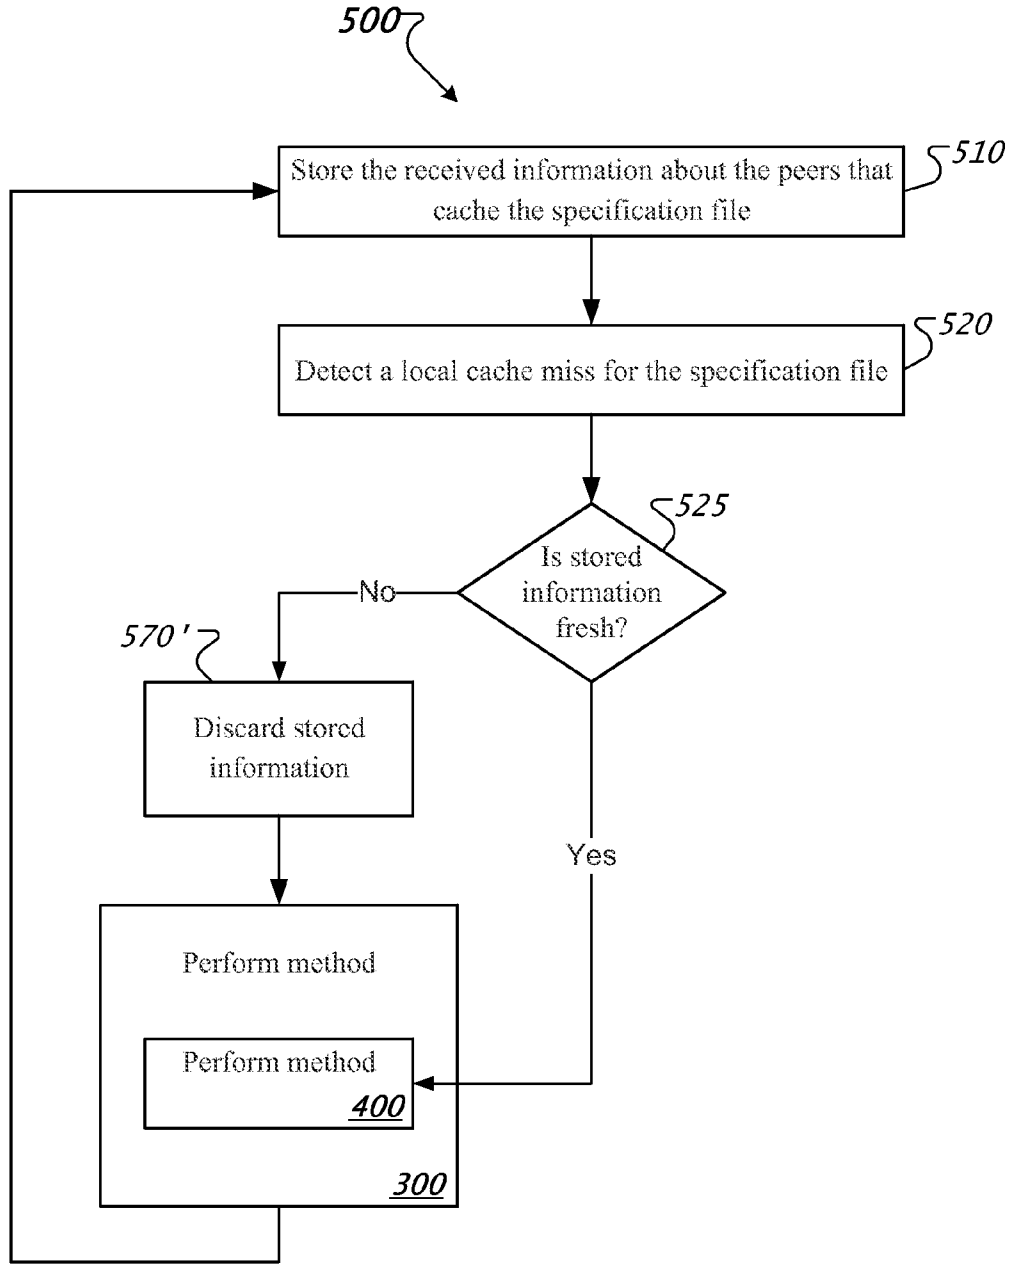 500
Store the received information about the peers that
cache the specification file
510
Detect a local cache miss for the specification file
520
Is stored
information
fresh?
525
No
570'
Discard stored
information
Yes
Perform method
Perform method
400
300